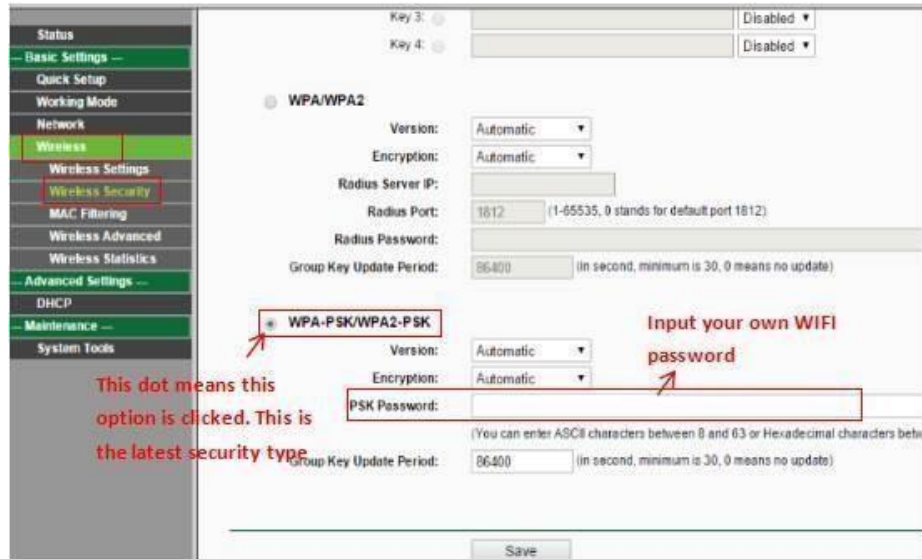 Status
— Basic Settings —
Quick Setup
Working Mode
Network
Wireless
Wireless Settings
Wireless Security
MAC Filtering
Wireless Advanced
Wireless Statistics
— Advanced Settings —
DHCP
— Maintenance —
System Tools
Key 3: Disabled
Key 4: Disabled
WPA/WPA2
Version: Automatic
Encryption: Automatic
Radius Server IP:
Radius Port: 1812 (1-65535, 0 stands for default port 1812)
Radius Password:
Group Key Update Period: 86400 (in second, minimum is 30, 0 means no update)
WPA-PSK/WPA2-PSK
Version: Automatic
Encryption: Automatic
PSK Password:
(You can enter ASCII characters between 8 and 63 or Hexadecimal characters betw
Group Key Update Period: 86400 (in second, minimum is 30, 0 means no update)
Save
Input your own WIFI
password
This dot means this
option is clicked. This is
the latest security type